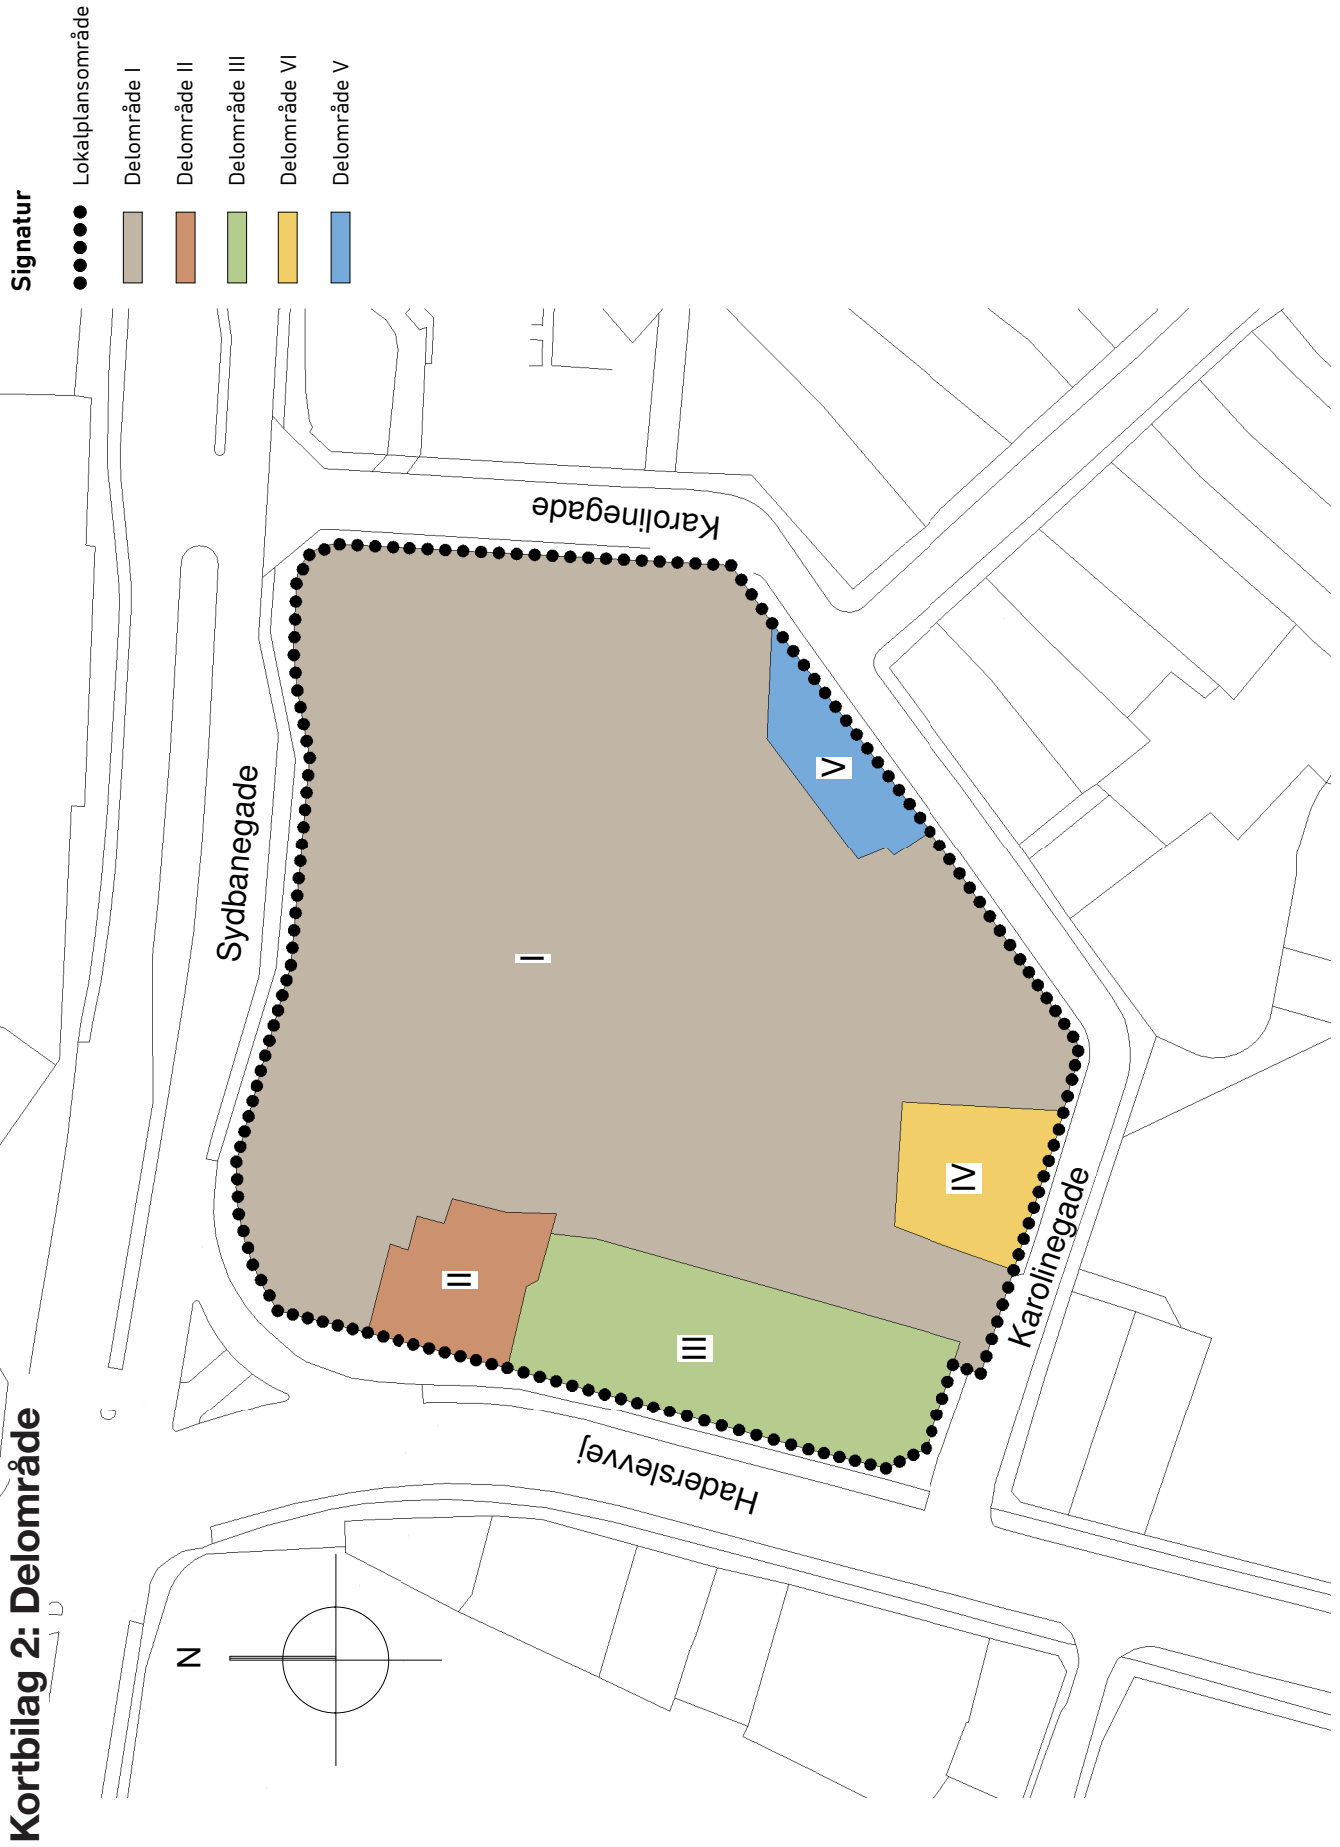 Kortbilag 2: Delområde
Signatur
Lokalplansområde
Delområde I
Delområde II
Delområde III
Delområde VI
Delområde V
N
Sydbanegade
Karolinegade
Haderslevvej
Karolinegade
I
II
III
IV
V